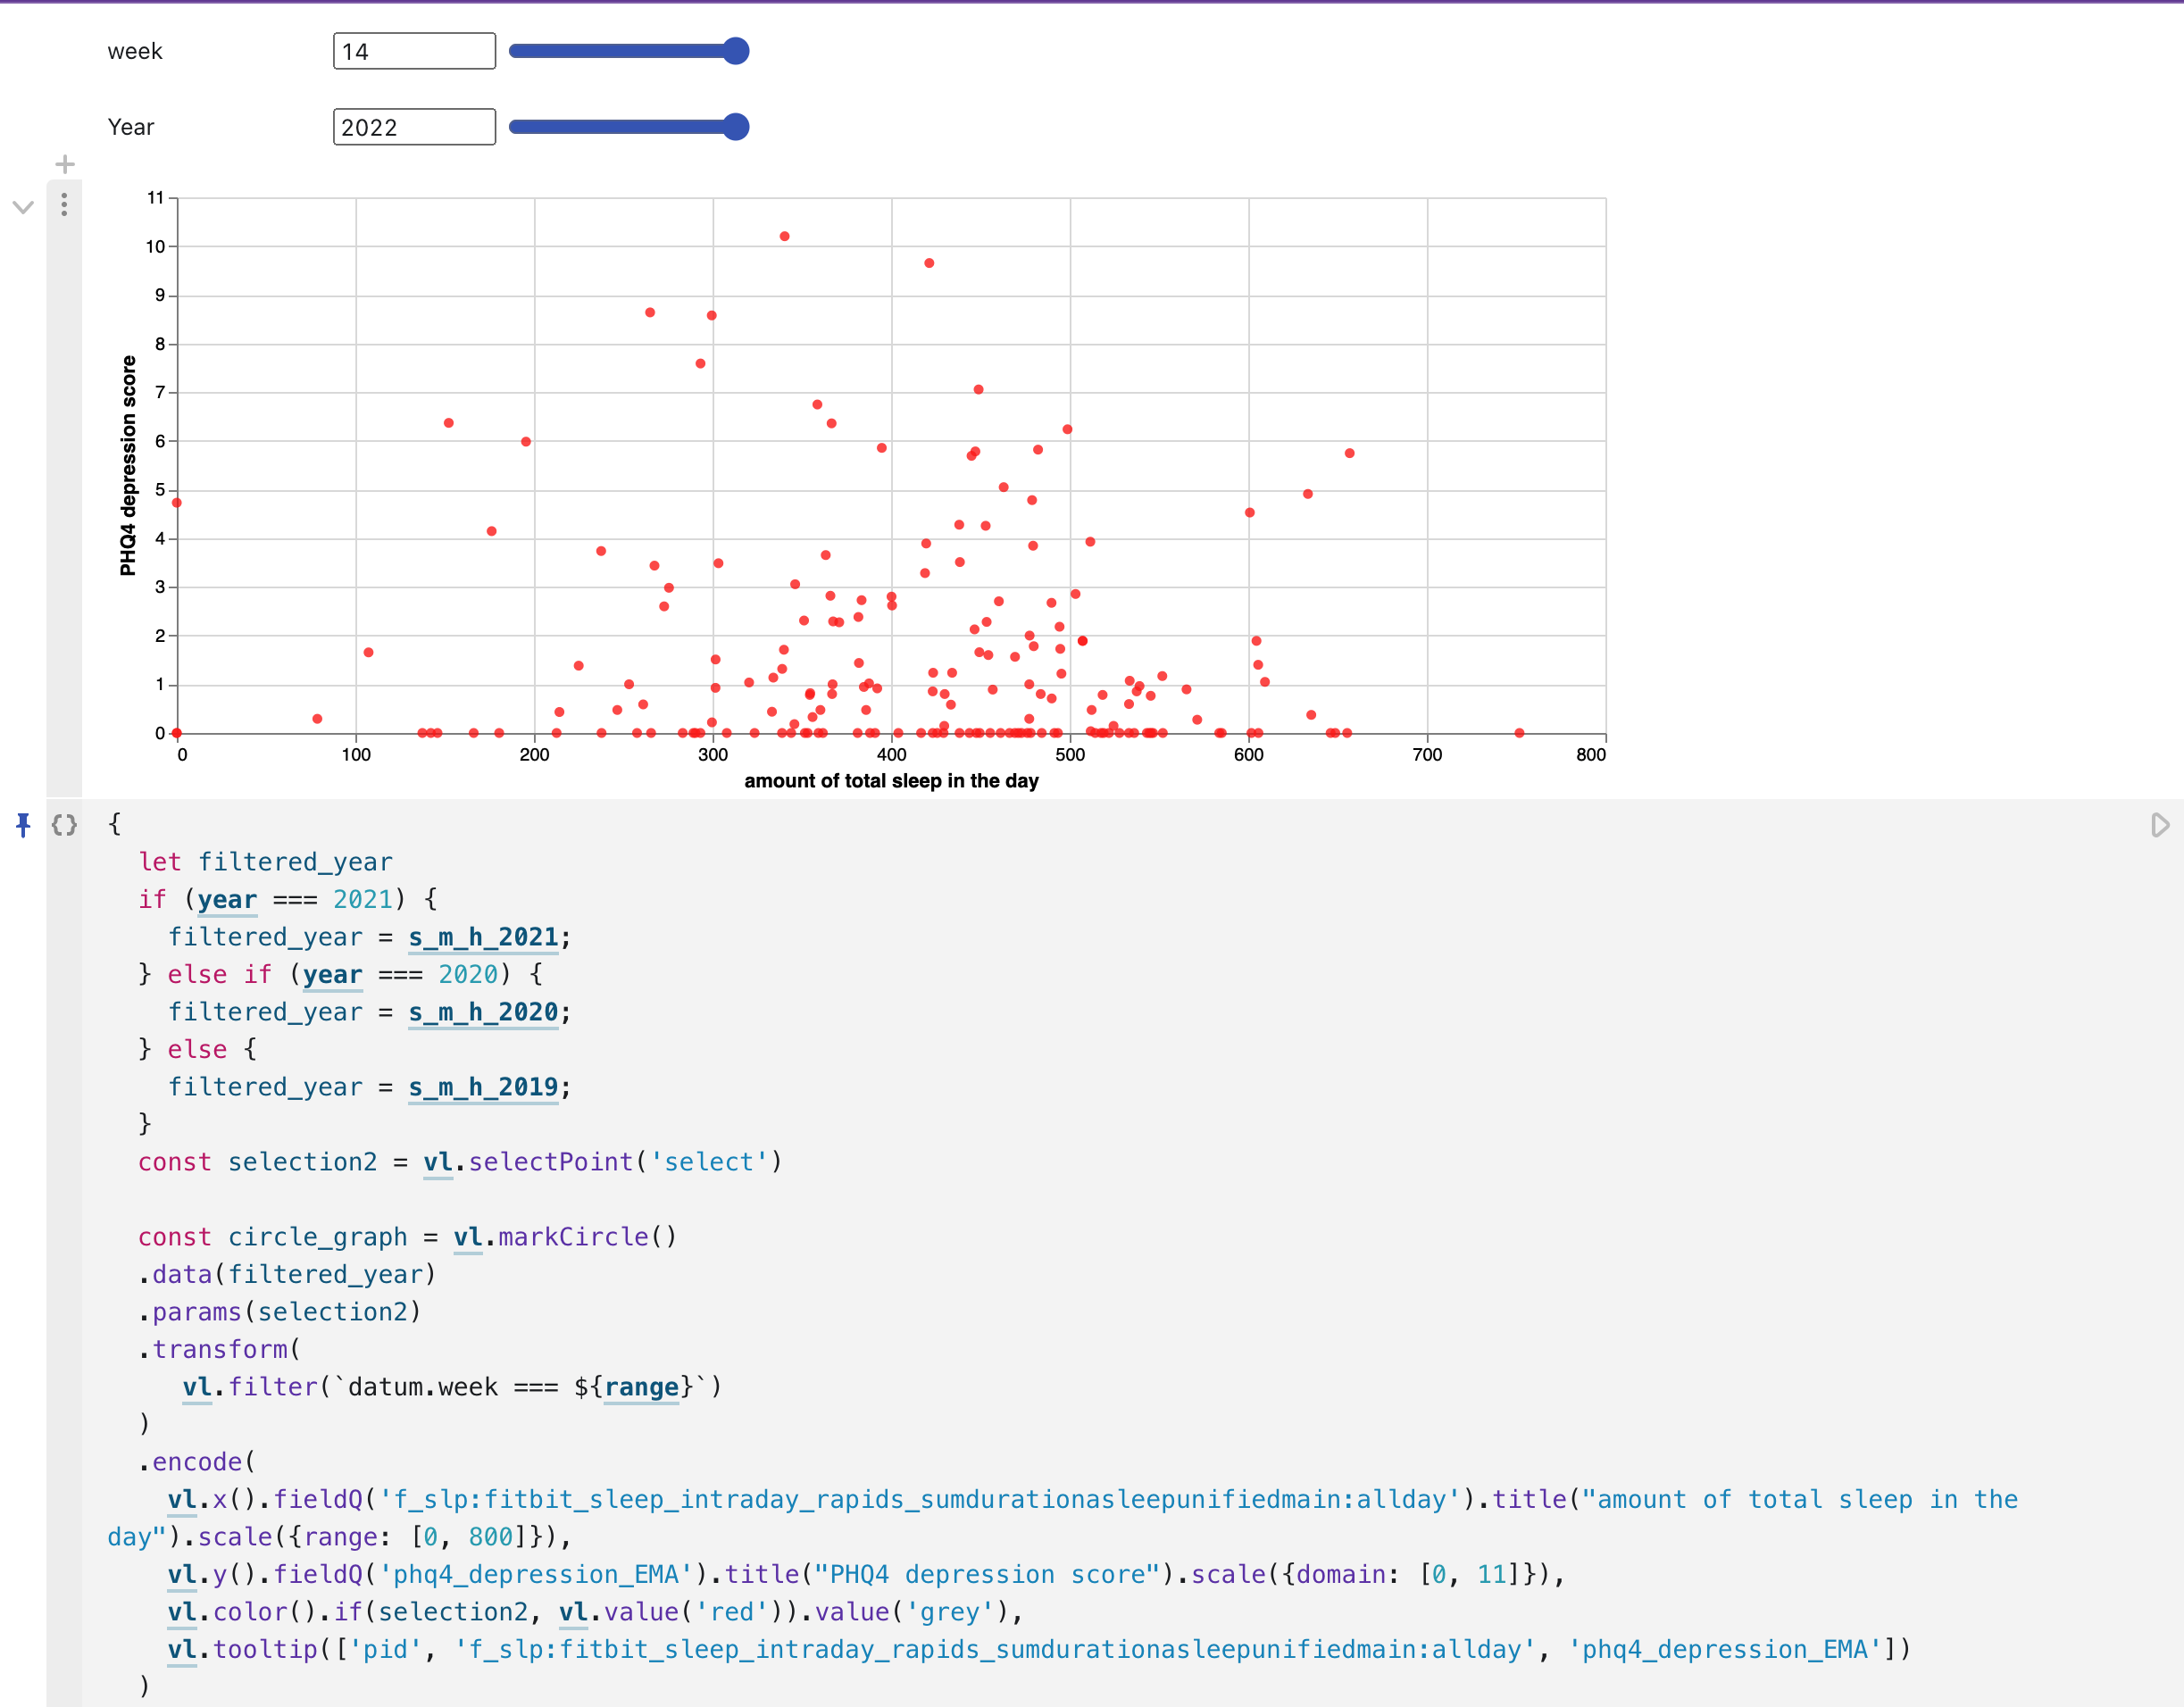 week 14
Year 2022
11
10
9
8
7
6
5
4
3
2
1
0
PHQ4 depression score
0 100 200 300 400 500 600 700 800
amount of total sleep in the day
{
let filtered_year
if (year === 2021) {
filtered_year = s_m_h_2021;
} else if (year === 2020) {
filtered_year = s_m_h_2020;
} else {
filtered_year = s_m_h_2019;
}
const selection2 = vl.selectPoint('select')
const circle_graph = vl.markCircle()
.data(filtered_year)
.params(selection2)
.transform(
vl.filter(`datum.week === ${range}`)
)
.encode(
vl.x().fieldQ('f_slp:fitbit_sleep_intraday_rapids_sumdurationasleepunifiedmain:allday').title("amount of total sleep in the
day").scale({range: [0, 800]}),
vl.y().fieldQ('phq4_depression_EMA').title("PHQ4 depression score").scale({domain: [0, 11]}),
vl.color().if(selection2, vl.value('red')).value('grey'),
vl.tooltip(['pid', 'f_slp:fitbit_sleep_intraday_rapids_sumdurationasleepunifiedmain:allday', 'phq4_depression_EMA'])
)